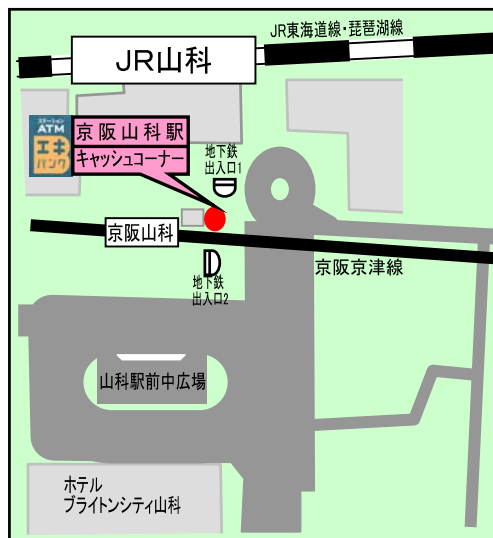 JR東海道線・琵琶湖線
JR山科
ステーション
ATM
エキ
バンク
京阪山科駅
キャッシュコーナー
地下鉄
出入口1
京阪山科
京阪京津線
地下鉄
出入口2
山科駅前中広場
ホテル
ブライトンシティ山科